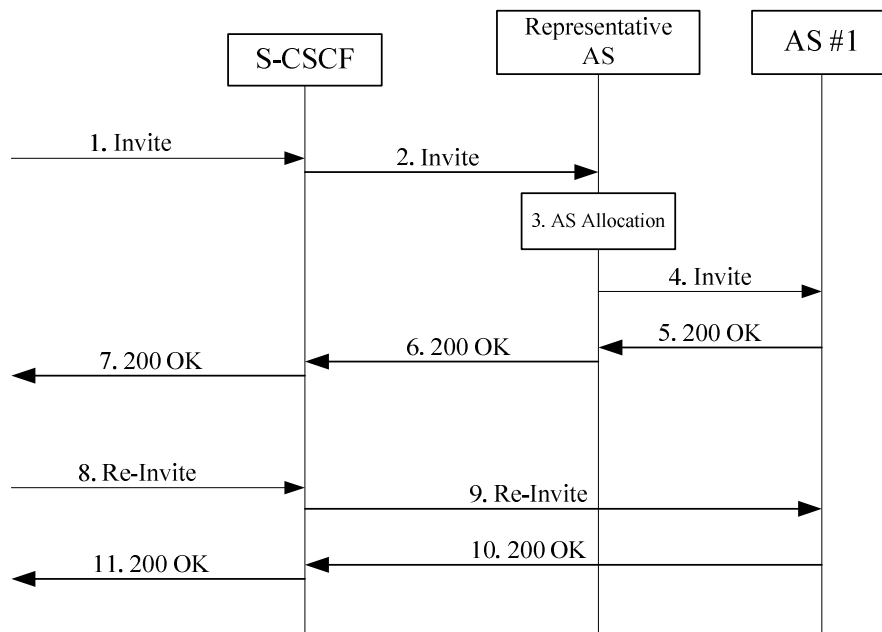 S-CSCF
Representative
AS
AS #1
1. Invite
2. Invite
3. AS Allocation
4. Invite
5. 200 OK
6. 200 OK
7. 200 OK
8. Re-Invite
9. Re-Invite
10. 200 OK
11. 200 OK